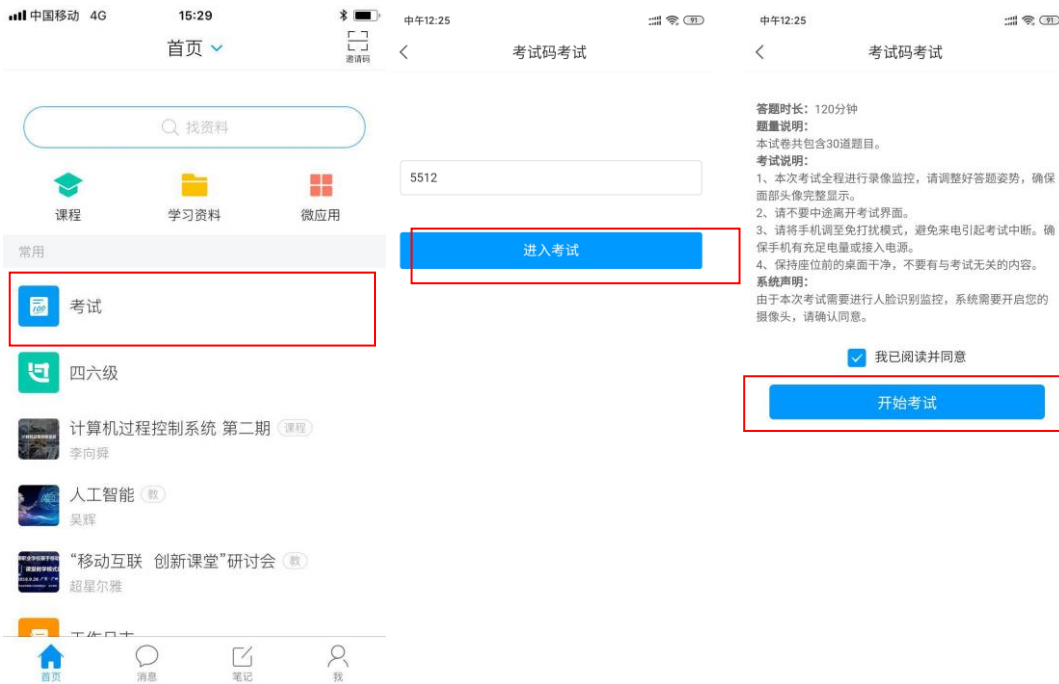 中国移动 4G
15:29
首页
邀请码
找资料
课程
学习资料
微应用
常用
考试
四六级
计算机过程控制系统 第二期 课程
李向舜
人工智能 教
吴辉
“移动互联 创新课堂”研讨会 教
超星尔雅
首页
消息
笔记
我
中午12:25
91
考试码考试
5512
进入考试
中午12:25
91
考试码考试
答题时长：120分钟
题量说明：
本试卷共包含30道题目。
考试说明：
1、本次考试全程进行录像监控，请调整好答题姿势，确保
面部头像完整显示。
2、请不要中途离开考试界面。
3、请将手机调至免打扰模式，避免来电引起考试中断。确
保手机有充足电量或接入电源。
4、保持座位前的桌面干净，不要有与考试无关的内容。
系统声明：
由于本次考试需要进行人脸识别监控，系统需要开启您的
摄像头，请确认同意。
我已阅读并同意
开始考试